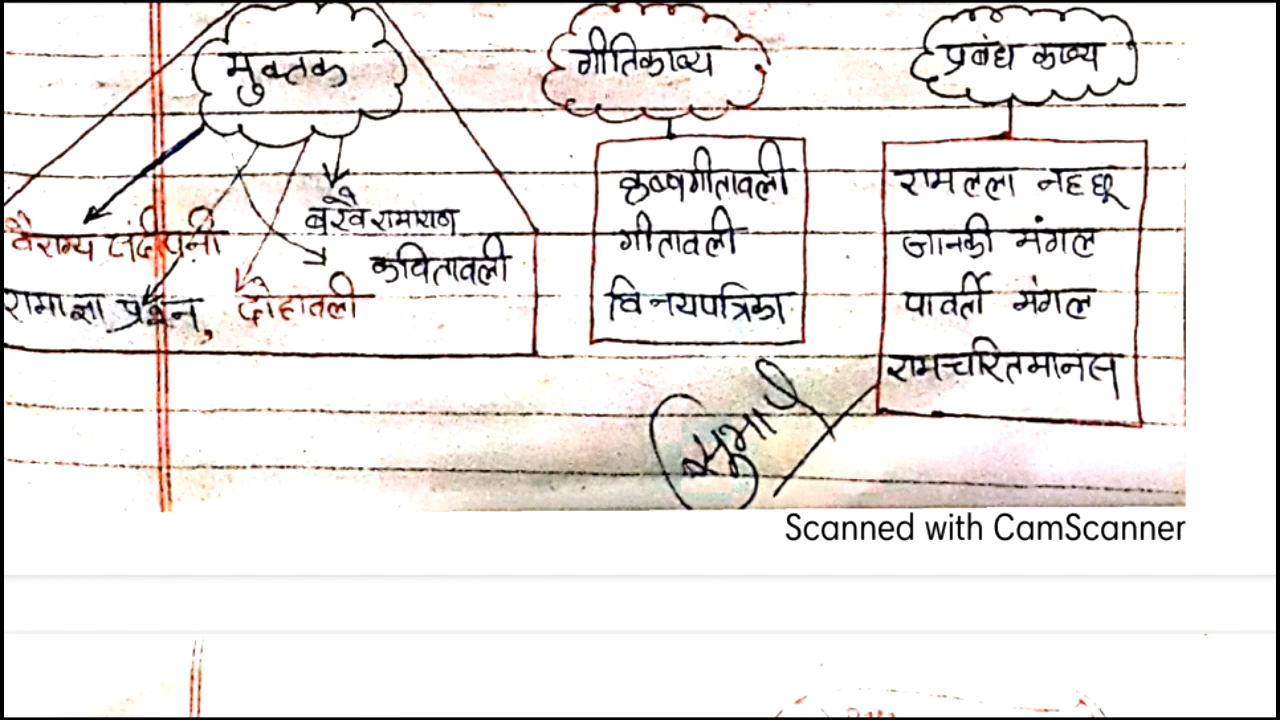 मुक्तक
गीतिकाव्य
प्रबंध काव्य
वैराग्य संदीपनी
बरवै रामायण
कवितावली
रामाज्ञा प्रश्न,
दोहावली
कृष्णगीतावली
गीतावली
विनयपत्रिका
रामलला नहछू
जानकी मंगल
पार्वती मंगल
रामचरितमानस
Scanned with CamScanner